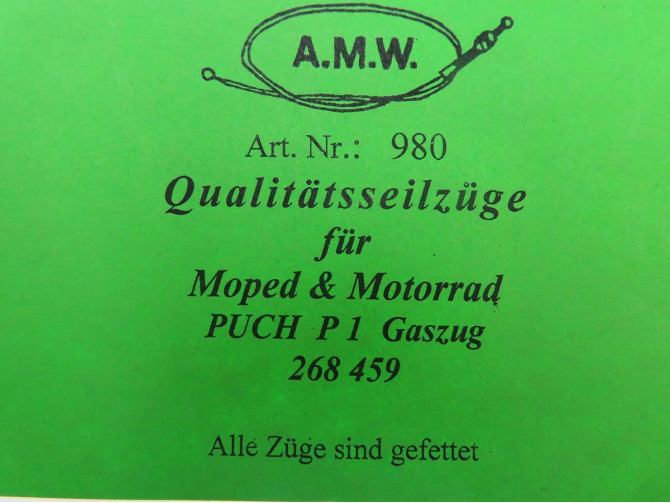 A.M.W.
Art. Nr.: 980
Qualitätsseilzüge
für
Moped & Motorrad
PUCH P 1 Gaszug
268 459
Alle Züge sind gefettet